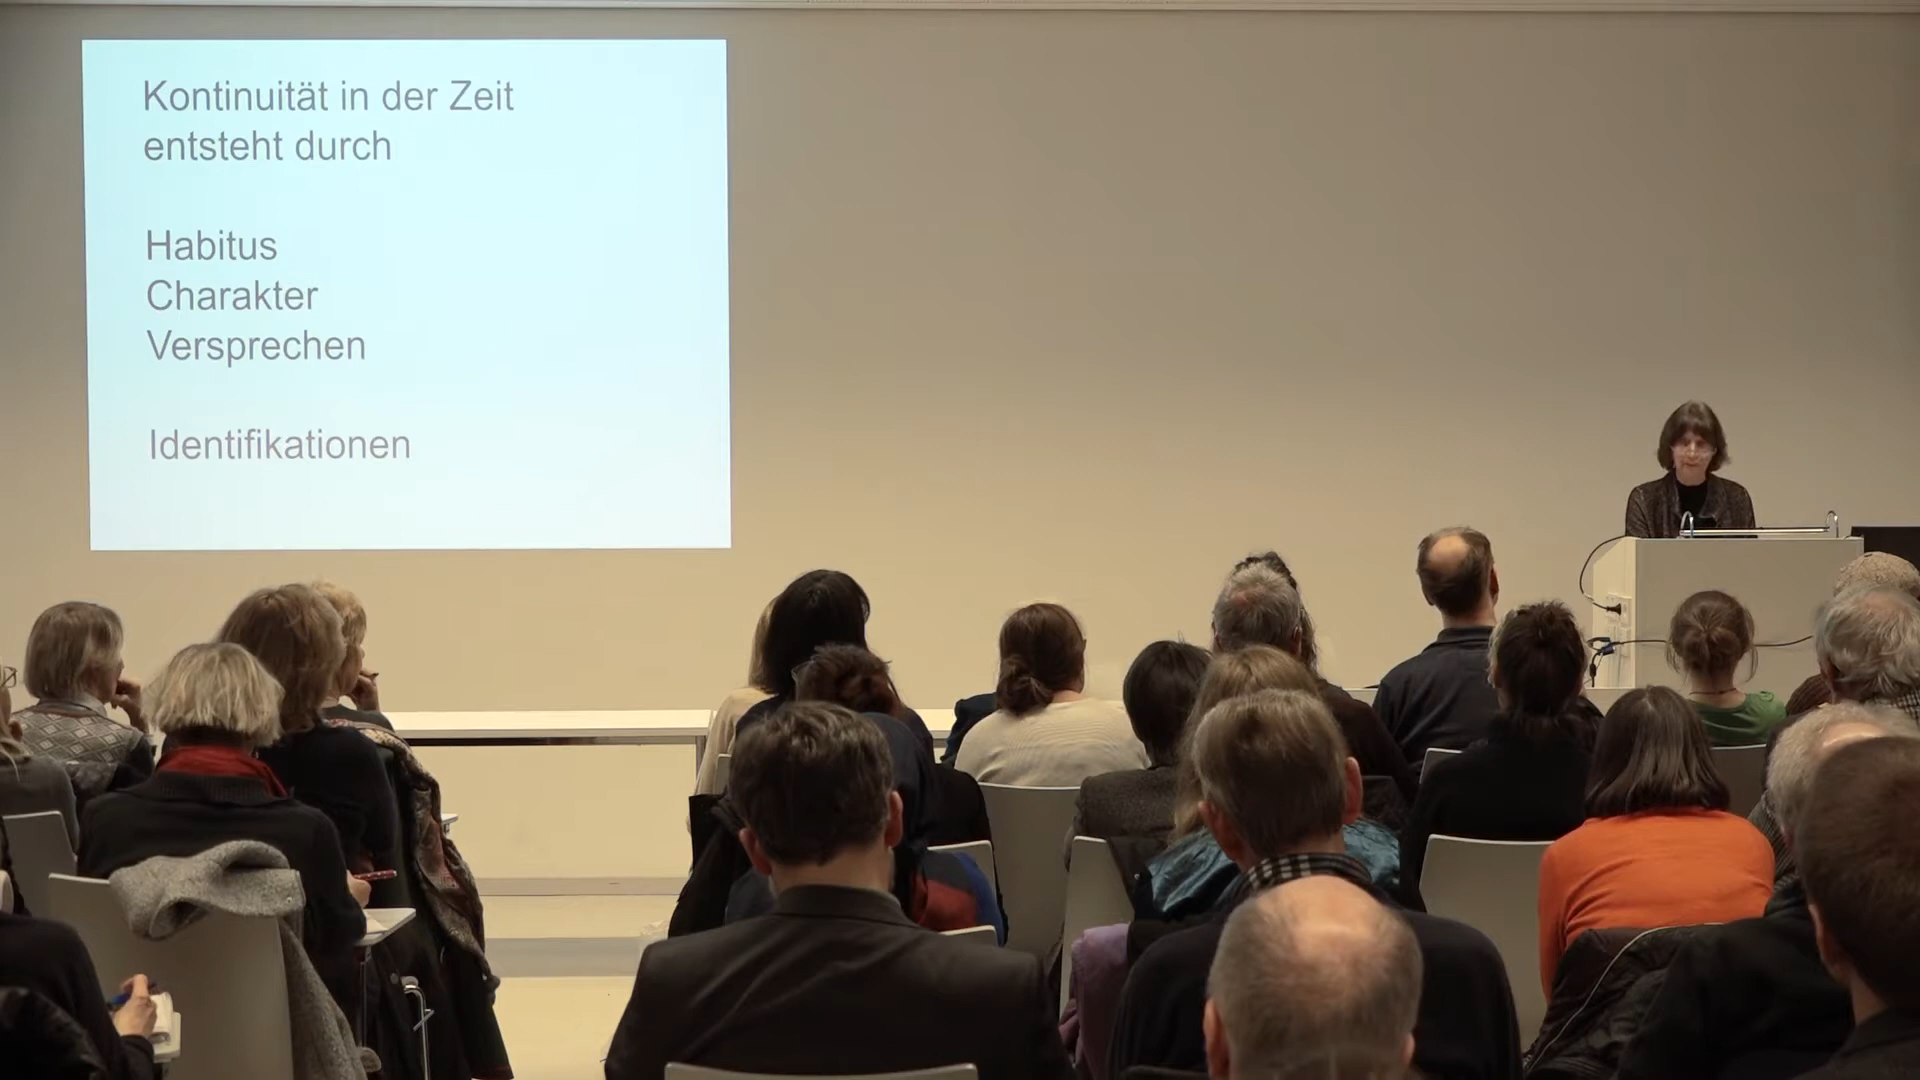 Kontinuität in der Zeit
entsteht durch
Habitus
Charakter
Versprechen
Identifikationen